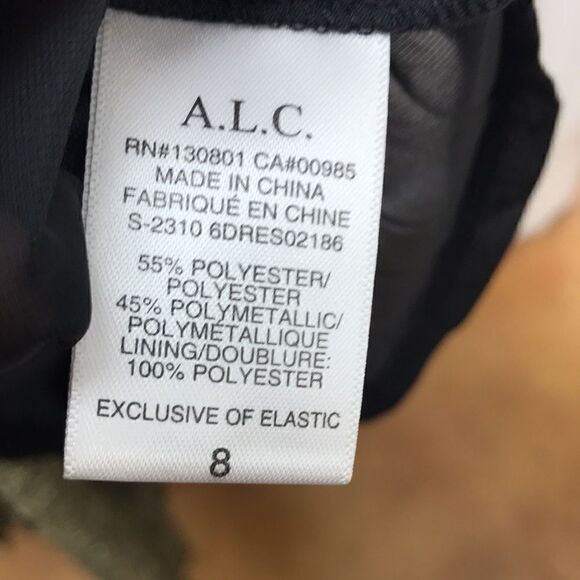 A.L.C.
RN#130801 CA#00985
MADE IN CHINA
FABRIQUÉ EN CHINE
S-2310 6DRES02186
55% POLYESTER/
POLYESTER
45% POLYMETALLIC/
POLYMÉTALLIQUE
LINING/DOUBLURE:
100% POLYESTER
EXCLUSIVE OF ELASTIC
8